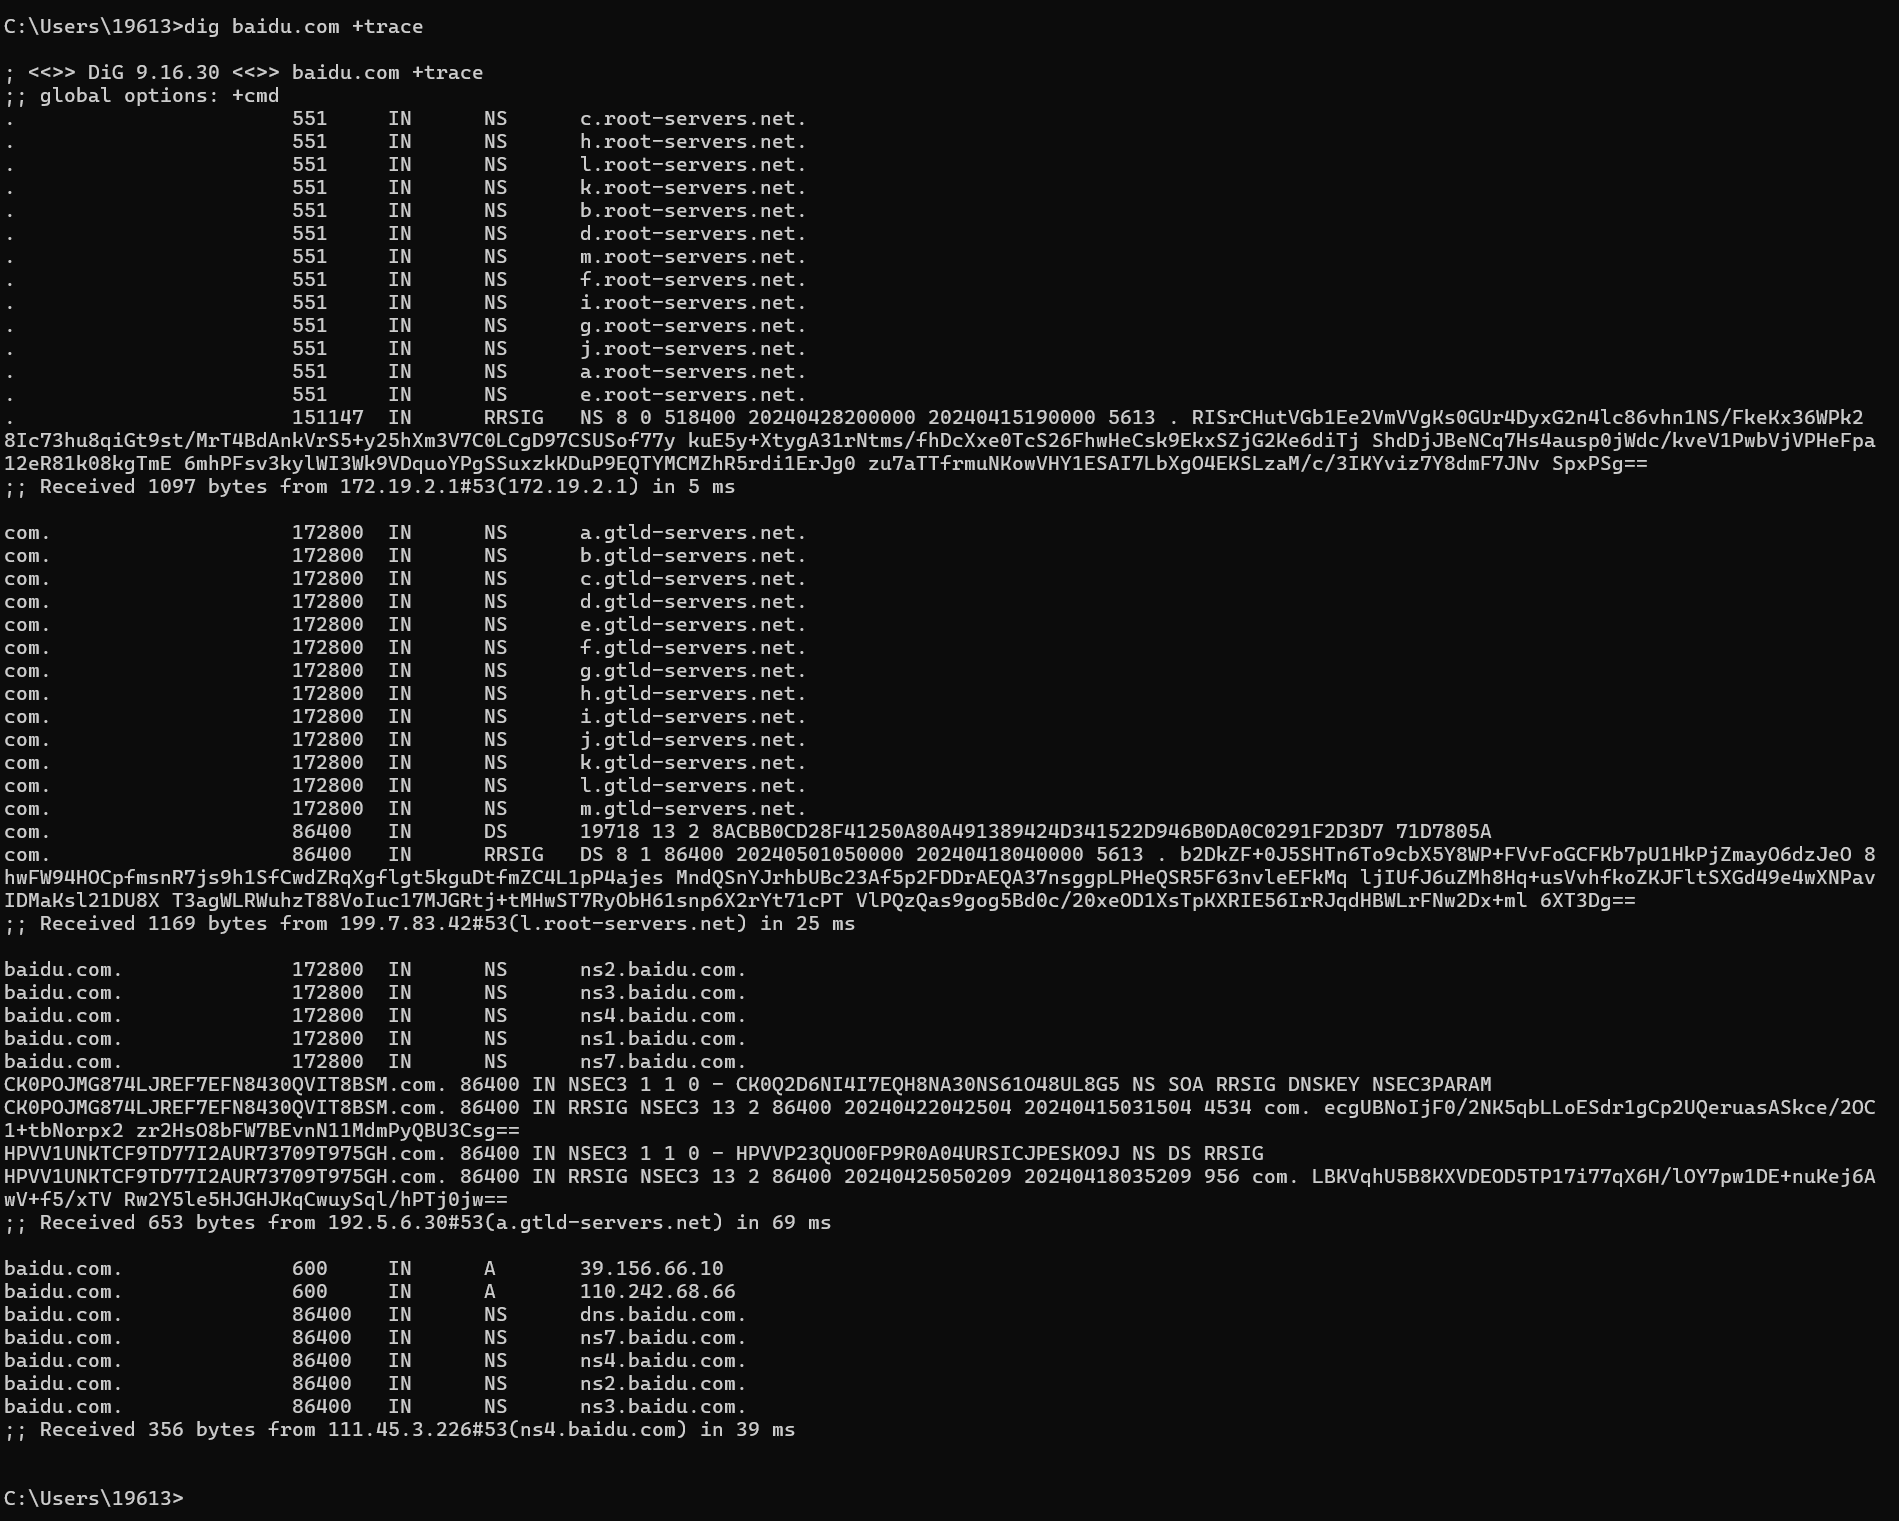 C:\Users\19613>dig baidu.com +trace
; <<>> DiG 9.16.30 <<>> baidu.com +trace
;; global options: +cmd
. 551 IN NS c.root-servers.net.
. 551 IN NS h.root-servers.net.
. 551 IN NS l.root-servers.net.
. 551 IN NS k.root-servers.net.
. 551 IN NS b.root-servers.net.
. 551 IN NS d.root-servers.net.
. 551 IN NS m.root-servers.net.
. 551 IN NS f.root-servers.net.
. 551 IN NS i.root-servers.net.
. 551 IN NS g.root-servers.net.
. 551 IN NS j.root-servers.net.
. 551 IN NS a.root-servers.net.
. 551 IN NS e.root-servers.net.
. 151147 IN RRSIG NS 8 0 518400 20240428200000 20240415190000 5613 . RISrCHutVGb1Ee2VmVVgKs0GUr4DyxG2n4lc86vhn1NS/FkeKx36WPk2
8Ic73hu8qiGt9st/MrT4BdAnkVrS5+y25hXm3V7C0LCgD97CSUSof77y kuE5y+XtygA31rNtms/fhDcXxe0TcS26FhwHeCsk9EkxSZjG2Ke6diTj ShdDjJBeNCq7Hs4ausp0jWdc/kveV1PwbVjVPHeFpa
12eR81k08kgTmE 6mhPFsv3kylWI3Wk9VDquoYPgSSuxzkKDuP9EQTYMCMZhR5rdi1ErJg0 zu7aTTfrmuNKowVHY1ESAI7LbXgO4EKSLzaM/c/3IKYviz7Y8dmF7JNv SpxPSg==
;; Received 1097 bytes from 172.19.2.1#53(172.19.2.1) in 5 ms
com. 172800 IN NS a.gtld-servers.net.
com. 172800 IN NS b.gtld-servers.net.
com. 172800 IN NS c.gtld-servers.net.
com. 172800 IN NS d.gtld-servers.net.
com. 172800 IN NS e.gtld-servers.net.
com. 172800 IN NS f.gtld-servers.net.
com. 172800 IN NS g.gtld-servers.net.
com. 172800 IN NS h.gtld-servers.net.
com. 172800 IN NS i.gtld-servers.net.
com. 172800 IN NS j.gtld-servers.net.
com. 172800 IN NS k.gtld-servers.net.
com. 172800 IN NS l.gtld-servers.net.
com. 172800 IN NS m.gtld-servers.net.
com. 86400 IN DS 19718 13 2 8ACBB0CD28F41250A80A491389424D341522D946B0DA0C0291F2D3D7 71D7805A
com. 86400 IN RRSIG DS 8 1 86400 20240501050000 20240418040000 5613 . b2DkZF+0J5SHTn6To9cbX5Y8WP+FVvFoGCFKb7pU1HkPjZmayO6dzJeO 8
hwFW94HOCpfmsnR7js9h1SfCwdZRqXgflgt5kguDtfmZC4L1pP4ajes MndQSnYJrhbUBc23Af5p2FDDrAEQA37nsggpLPHeQSR5F63nvleEFkMq ljIUfJ6uZMh8Hq+usVvhfkoZKJFltSXGd49e4wXNPav
IDMaKsl21DU8X T3agWLRWuhzT88VoIuc17MJGRtj+tMHwST7RyObH61snp6X2rYt71cPT VlPQzQas9gog5Bd0c/20xeOD1XsTpKXRIE56IrRJqdHBWLrFNw2Dx+ml 6XT3Dg==
;; Received 1169 bytes from 199.7.83.42#53(l.root-servers.net) in 25 ms
baidu.com. 172800 IN NS ns2.baidu.com.
baidu.com. 172800 IN NS ns3.baidu.com.
baidu.com. 172800 IN NS ns4.baidu.com.
baidu.com. 172800 IN NS ns1.baidu.com.
baidu.com. 172800 IN NS ns7.baidu.com.
CK0POJMG874LJREF7EFN8430QVIT8BSM.com. 86400 IN NSEC3 1 1 0 - CK0Q2D6NI4I7EQH8NA30NS61O48UL8G5 NS SOA RRSIG DNSKEY NSEC3PARAM
CK0POJMG874LJREF7EFN8430QVIT8BSM.com. 86400 IN RRSIG NSEC3 13 2 86400 20240422042504 20240415031504 4534 com. ecgUBNoIjF0/2NK5qbLLoESdr1gCp2UQeruasASkce/2OC
1+tbNorpx2 zr2HsO8bFW7BEvnN11MdmPyQBU3Csg==
HPVV1UNKTCF9TD77I2AUR73709T975GH.com. 86400 IN NSEC3 1 1 0 - HPVVP23QUO0FP9R0A04URSICJPESKO9J NS DS RRSIG
HPVV1UNKTCF9TD77I2AUR73709T975GH.com. 86400 IN RRSIG NSEC3 13 2 86400 20240425050209 20240418035209 956 com. LBKVqhU5B8KXVDEOD5TP17i77qX6H/lOY7pw1DE+nuKej6A
wV+f5/xTV Rw2Y5le5HJGHJKqCwuySql/hPTj0jw==
;; Received 653 bytes from 192.5.6.30#53(a.gtld-servers.net) in 69 ms
baidu.com. 600 IN A 39.156.66.10
baidu.com. 600 IN A 110.242.68.66
baidu.com. 86400 IN NS dns.baidu.com.
baidu.com. 86400 IN NS ns7.baidu.com.
baidu.com. 86400 IN NS ns4.baidu.com.
baidu.com. 86400 IN NS ns2.baidu.com.
baidu.com. 86400 IN NS ns3.baidu.com.
;; Received 356 bytes from 111.45.3.226#53(ns4.baidu.com) in 39 ms
C:\Users\19613>